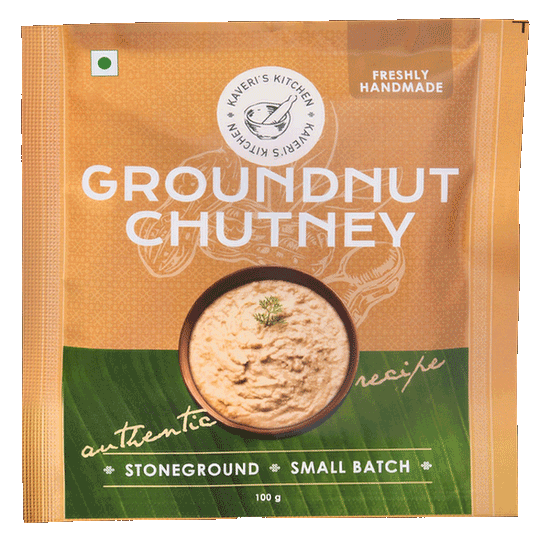 KAVERI'S KITCHEN
KAVERI'S KITCHEN
FRESHLY
HANDMADE
GROUNDNUT
CHUTNEY
authentic recipe
STONEGROUND SMALL BATCH
100 g